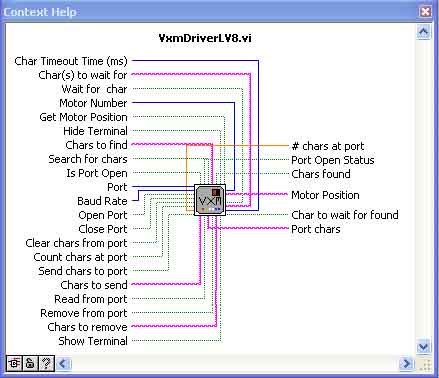 Context Help
VxmDriverLV8.vi
Char Timeout Time (ms)
Char(s) to wait for
Wait for char
Motor Number
Get Motor Position
Hide Terminal
Chars to find
Search for chars
Is Port Open
Port
Baud Rate
Open Port
Close Port
Clear chars from port
Count chars at port
Send chars to port
Chars to send
Read from port
Remove from port
Chars to remove
Show Terminal
VXM
# chars at port
Port Open Status
Chars found
Motor Position
Char to wait for found
Port chars
?